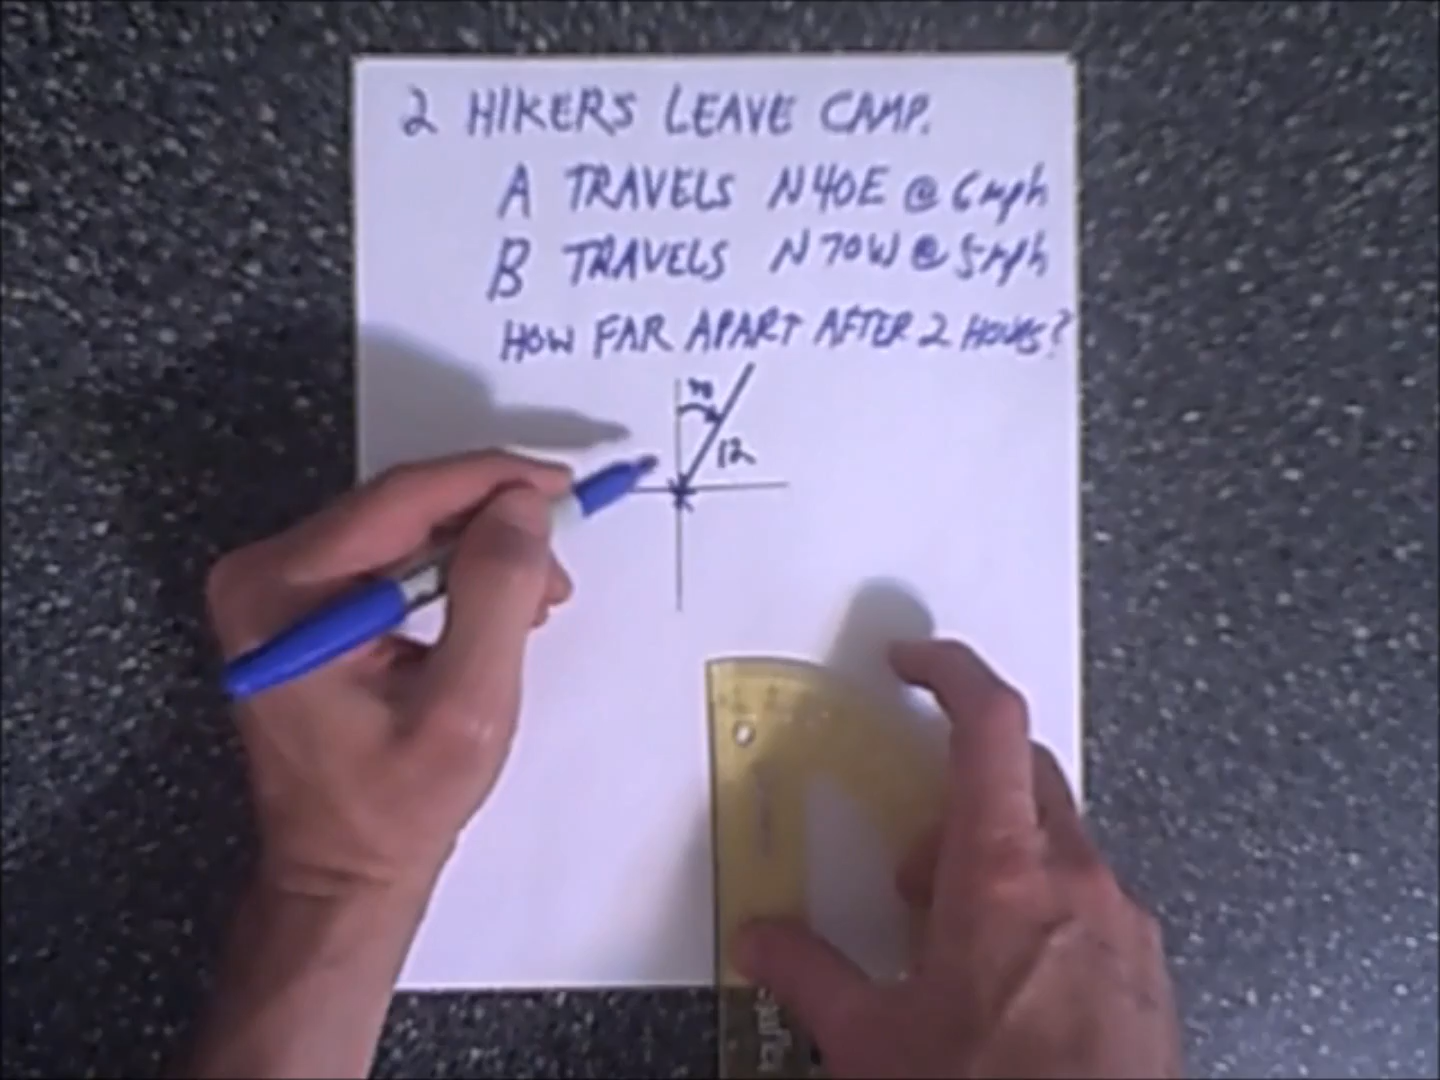 2 HIKERS LEAVE CAMP.
A TRAVELS N40E @ 6mph
B TRAVELS N70W @ 5mph
HOW FAR APART AFTER 2 HOURS?
40
12